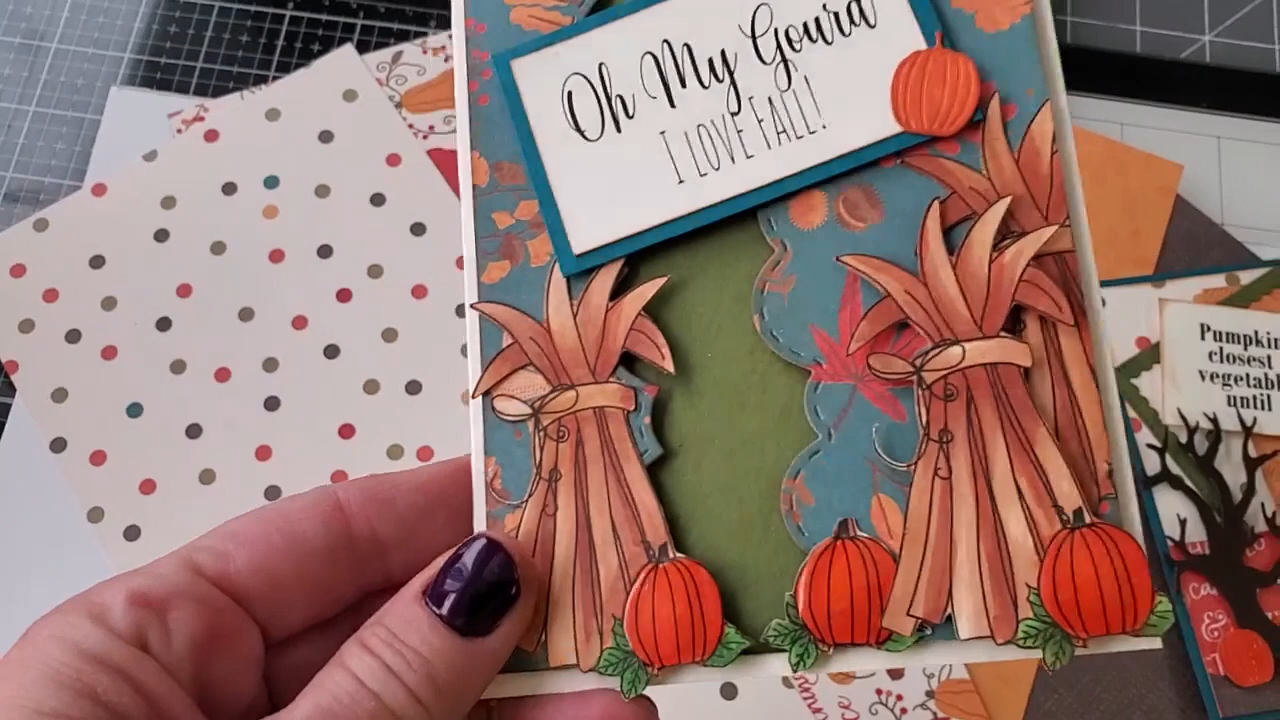 Oh My Gourd
I LOVE FALL!
Pumpkin
closest
vegetabl
until
&